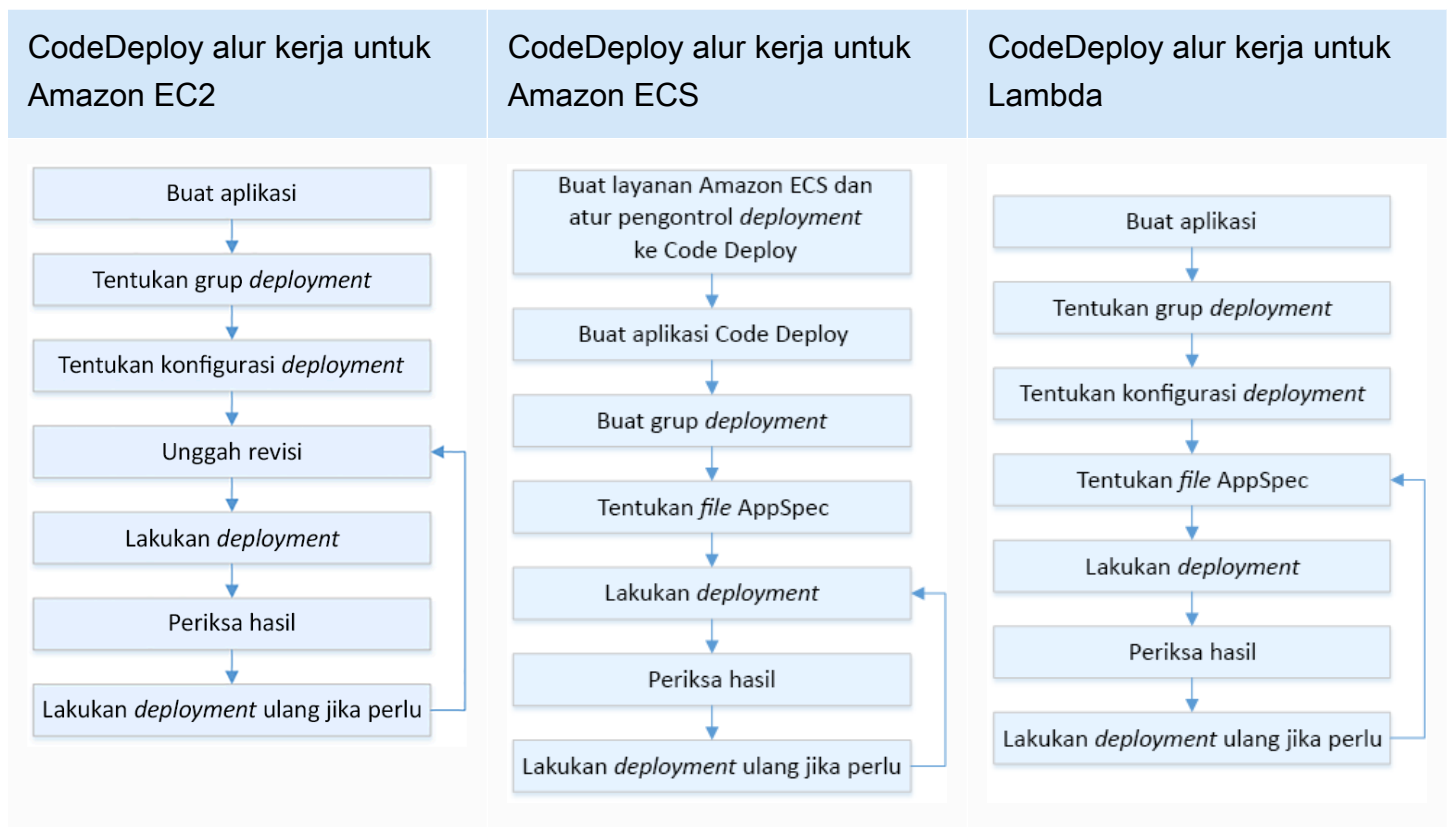 CodeDeploy alur kerja untuk
Amazon EC2
Buat aplikasi
Tentukan grup deployment
Tentukan konfigurasi deployment
Unggah revisi
Lakukan deployment
Periksa hasil
Lakukan deployment ulang jika perlu
CodeDeploy alur kerja untuk
Amazon ECS
Buat layanan Amazon ECS dan
atur pengontrol deployment
ke Code Deploy
Buat aplikasi Code Deploy
Buat grup deployment
Tentukan file AppSpec
Lakukan deployment
Periksa hasil
Lakukan deployment ulang jika perlu
CodeDeploy alur kerja untuk
Lambda
Buat aplikasi
Tentukan grup deployment
Tentukan konfigurasi deployment
Tentukan file AppSpec
Lakukan deployment
Periksa hasil
Lakukan deployment ulang jika perlu